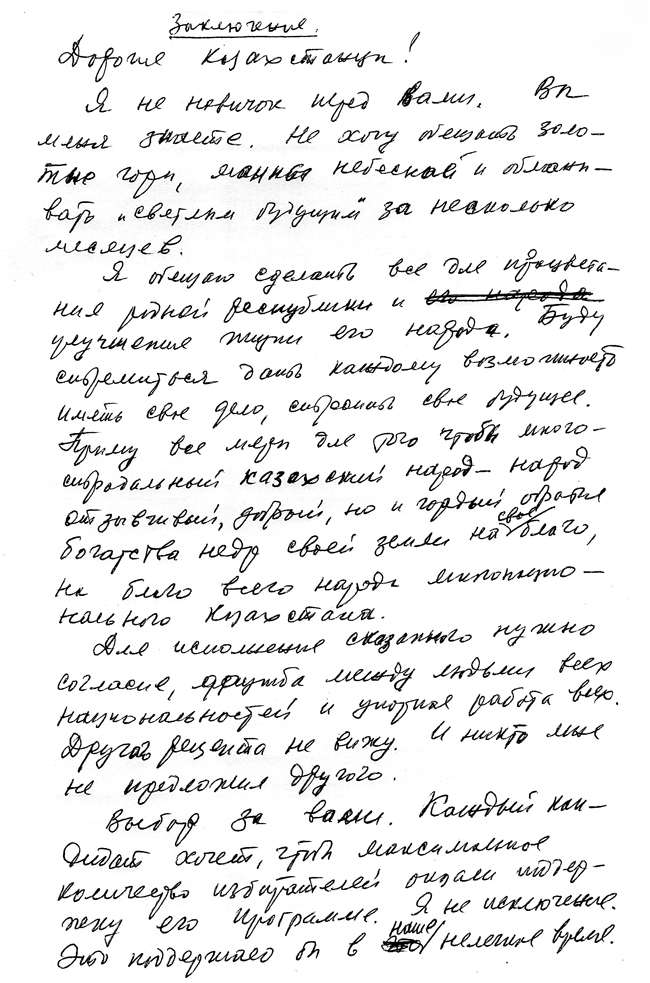 Заключение.
Дорогие казахстанцы!
Я не новичок перед вами. Вы
меня знаете. Не хочу обещать золо-
тые горы, манны небесной и обманы-
вать "светлым будущим" за несколько
месяцев.
Я обещаю сделать все для процвета-
ния родной республики и его народа
улучшения жизни его народа. Буду
стремиться дать каждому возможность
иметь свое дело, строить свое будущее.
Приму все меры для того чтобы много-
страдальный казахский народ – народ
отзывчивый, добрый, но и гордый обратил
богатства недр своей земли на свое благо,
на благо всего народа многонацио-
нального Казахстана.
Для исполнения сказанного нужно
согласие, дружба между людьми всех
национальностей и упорная работа всех.
Другого рецепта не вижу. И никто мне
не предложил другого.
Выбор за вами. Каждый кан-
дидат хочет, чтобы максимальное
количество избирателей оказали поддер-
жку его программе. Я не исключение.
Это поддержало бы в наше нелегкое время.